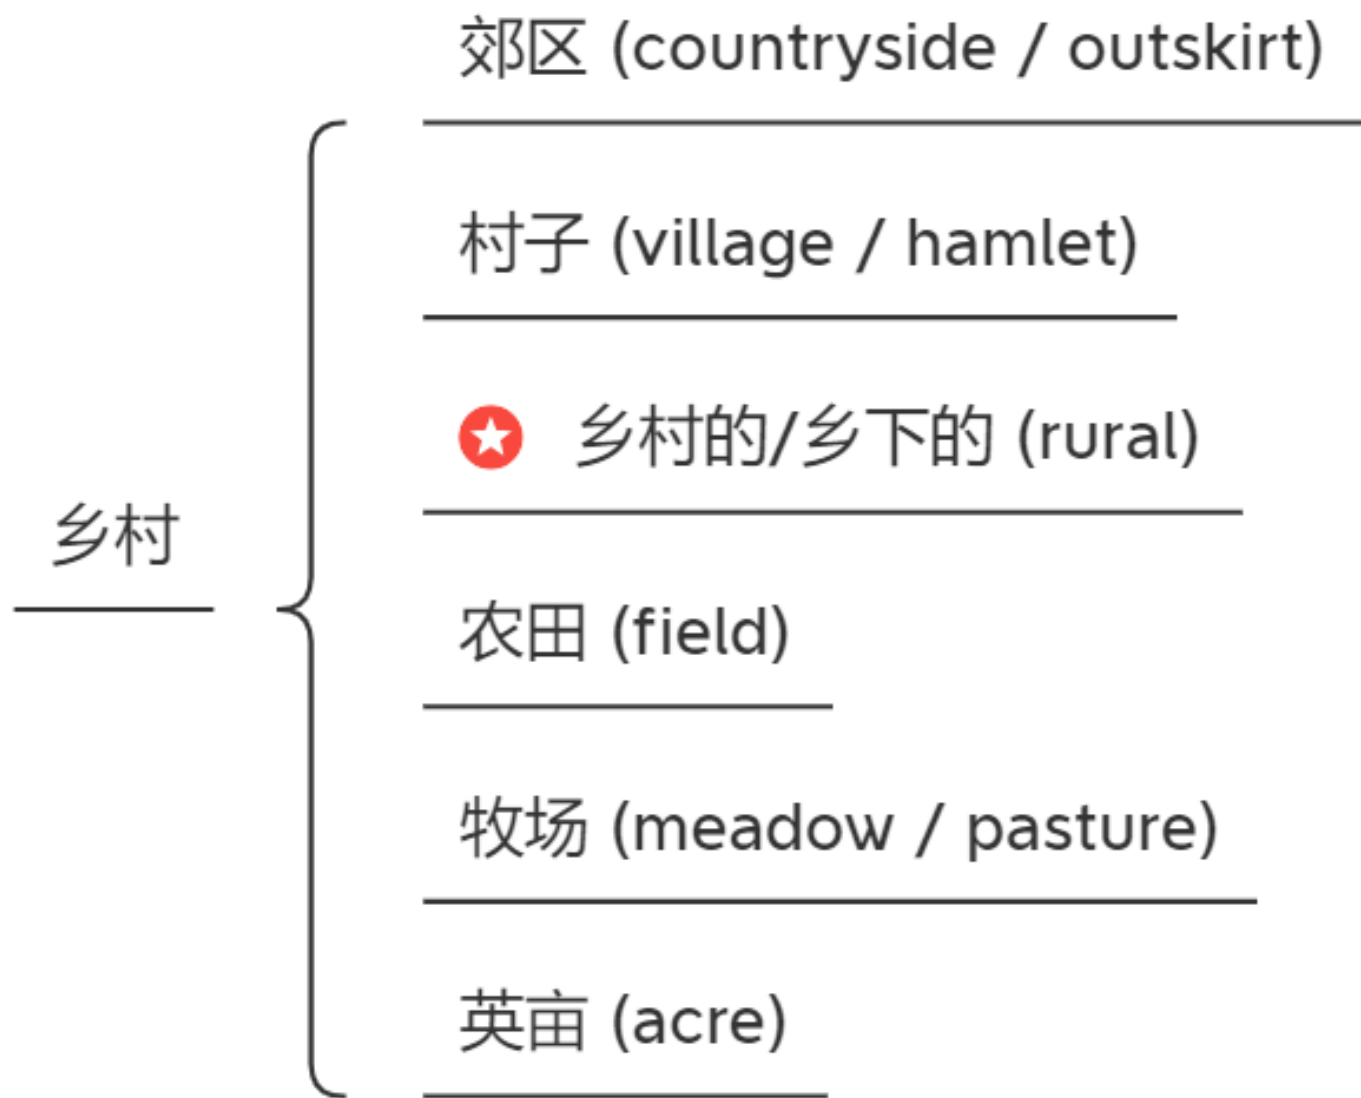 郊区 (countryside / outskirt)
村子 (village / hamlet)
乡村的/乡下的 (rural)
乡村
农田 (field)
牧场 (meadow / pasture)
英亩 (acre)